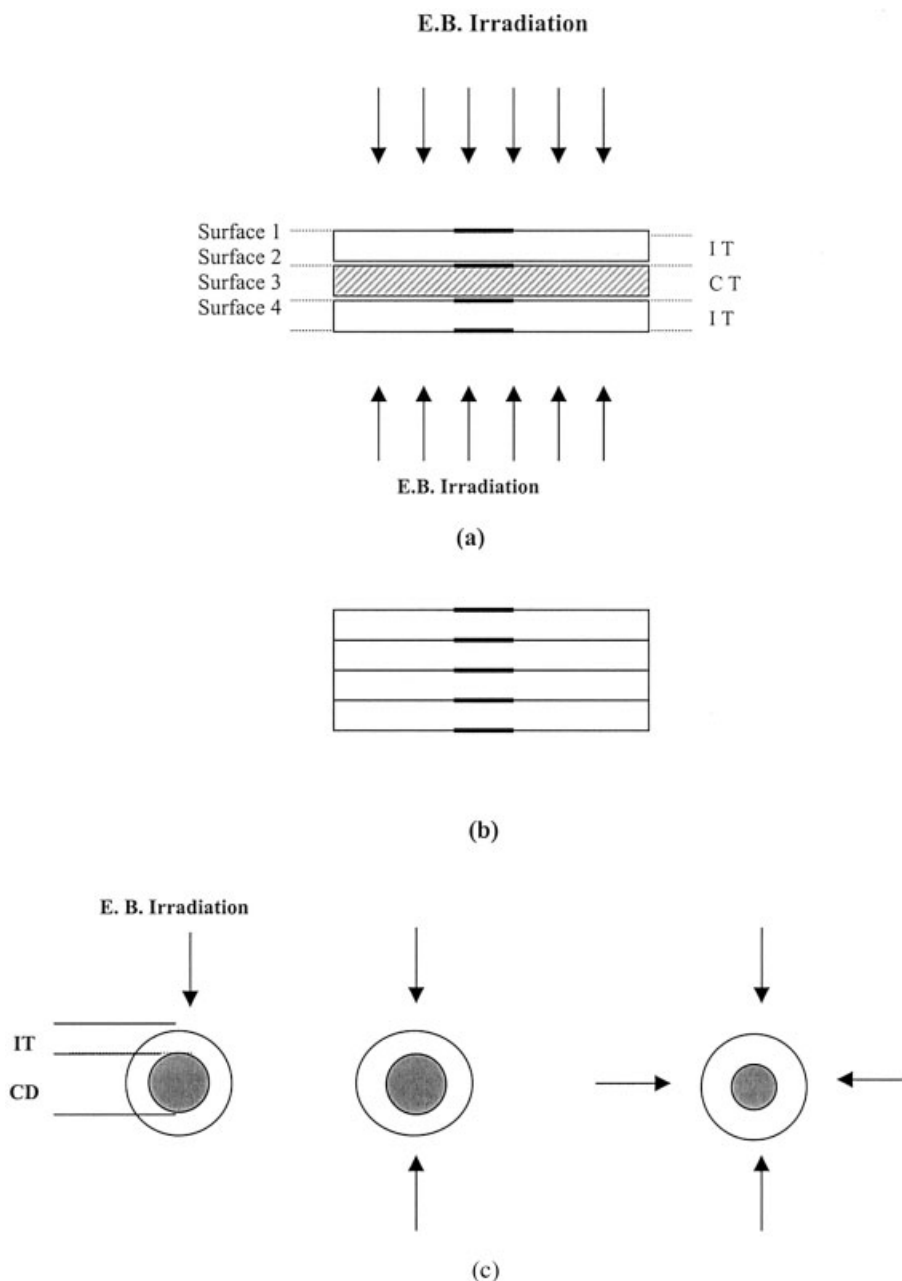 E.B. Irradiation
Surface 1
Surface 2
Surface 3
Surface 4
I T
C T
I T
E.B. Irradiation
(a)
(b)
E. B. Irradiation
IT
CD
(c)